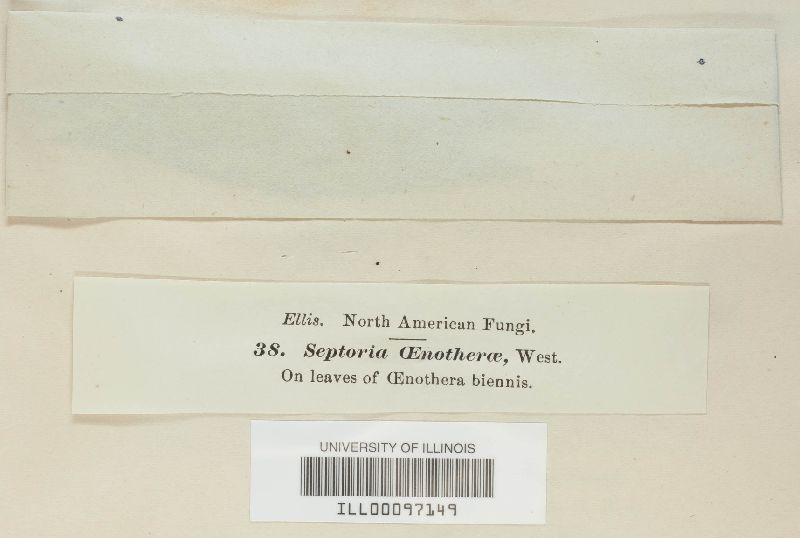 Ellis. North American Fungi.
38. Septoria Œnotheræ, West.
On leaves of Œnothera biennis.
UNIVERSITY OF ILLINOIS
ILL00097149